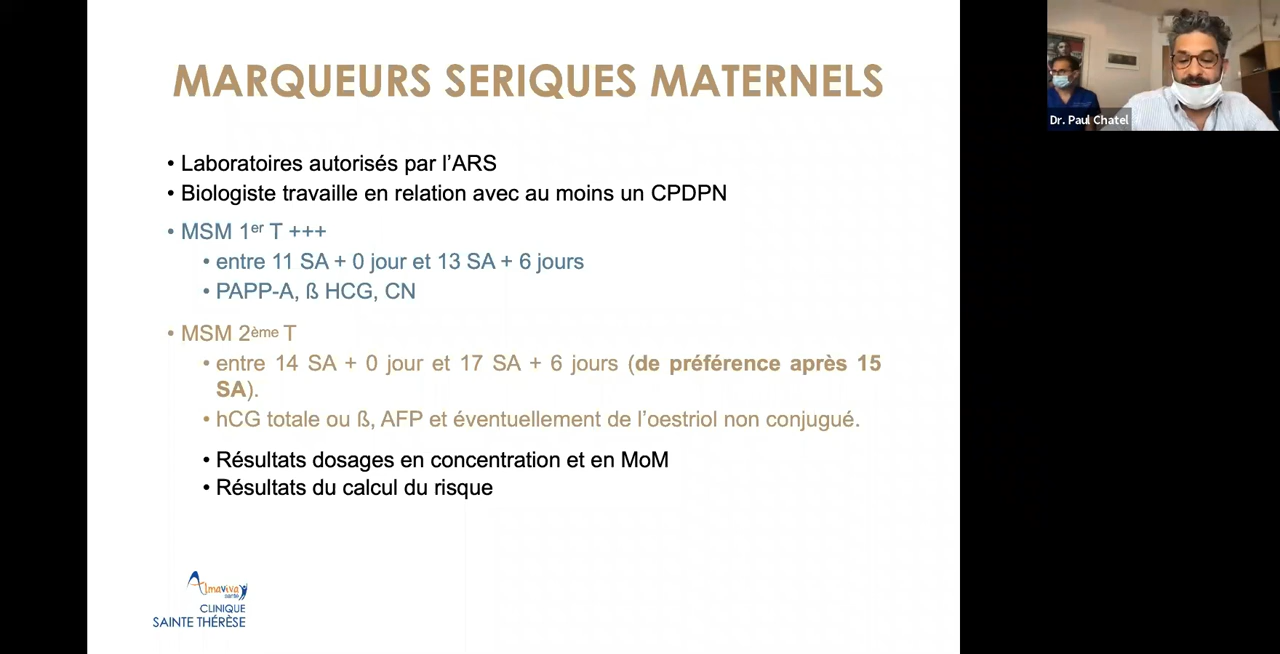 MARQUEURS SERIQUES MATERNELS
Dr. Paul Chatel
• Laboratoires autorisés par l'ARS
• Biologiste travaille en relation avec au moins un CPDPN
• MSM 1er T +++
• entre 11 SA + 0 jour et 13 SA + 6 jours
• PAPP-A, ß HCG, CN
• MSM 2ème T
• entre 14 SA + 0 jour et 17 SA + 6 jours (de préférence après 15
SA).
• hCG totale ou ß, AFP et éventuellement de l'oestriol non conjugué.
• Résultats dosages en concentration et en MoM
• Résultats du calcul du risque
Almaviva
santé
CLINIQUE
SAINTE THÉRÈSE